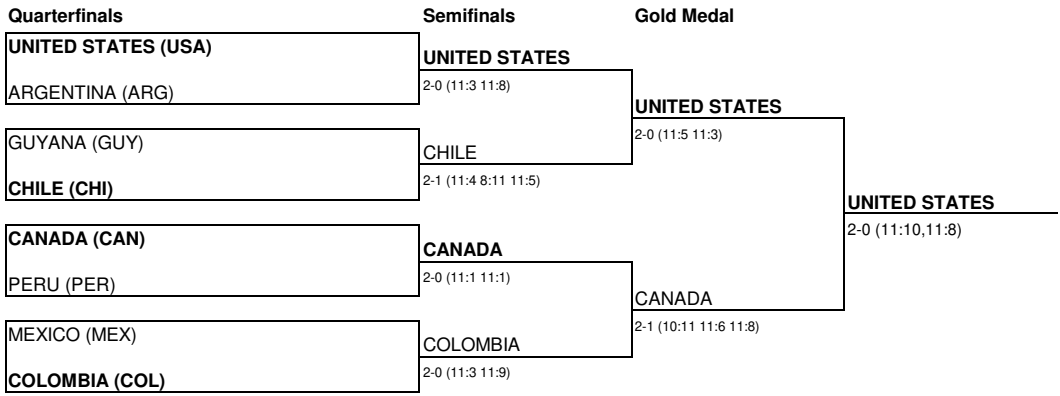 Quarterfinals Semifinals Gold Medal
UNITED STATES (USA)
UNITED STATES
2-0 (11:3 11:8)
ARGENTINA (ARG)
UNITED STATES
2-0 (11:5 11:3)
GUYANA (GUY)
CHILE
2-1 (11:4 8:11 11:5)
CHILE (CHI)
UNITED STATES
2-0 (11:10,11:8)
CANADA (CAN)
CANADA
2-0 (11:1 11:1)
PERU (PER)
CANADA
2-1 (10:11 11:6 11:8)
MEXICO (MEX)
COLOMBIA
2-0 (11:3 11:9)
COLOMBIA (COL)